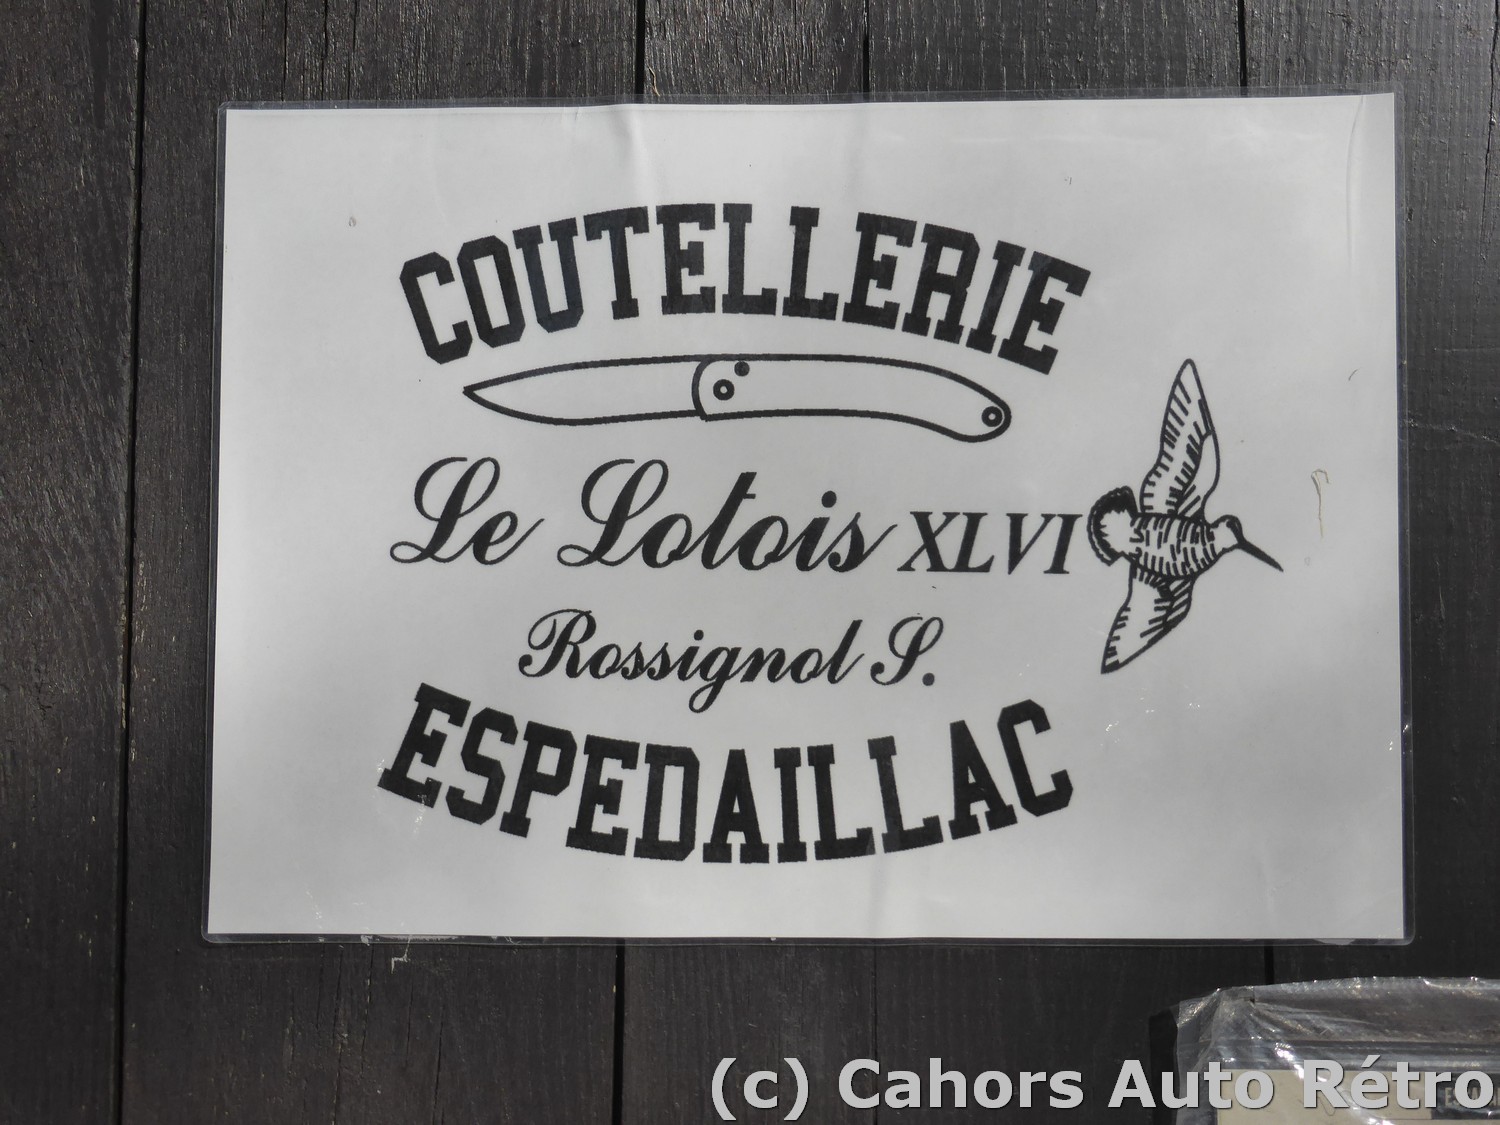 COUTELLERIE
Le Lotois XLVI
Rossignol S.
ESPEDAILLAC
(c) Cahors Auto Rétro